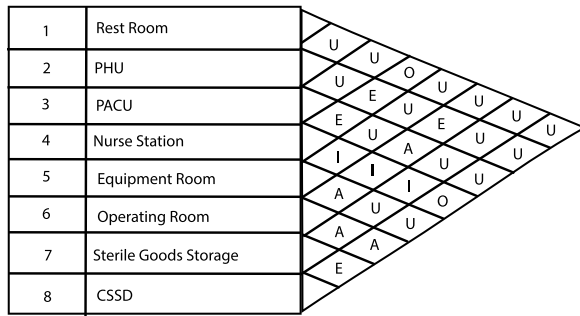 1 Rest Room
U U O U U U U
2 PHU
U E U E U U
3 PACU
E U A U U
4 Nurse Station
I I I O
5 Equipment Room
A U U
6 Operating Room
A A
7 Sterile Goods Storage
E
8 CSSD